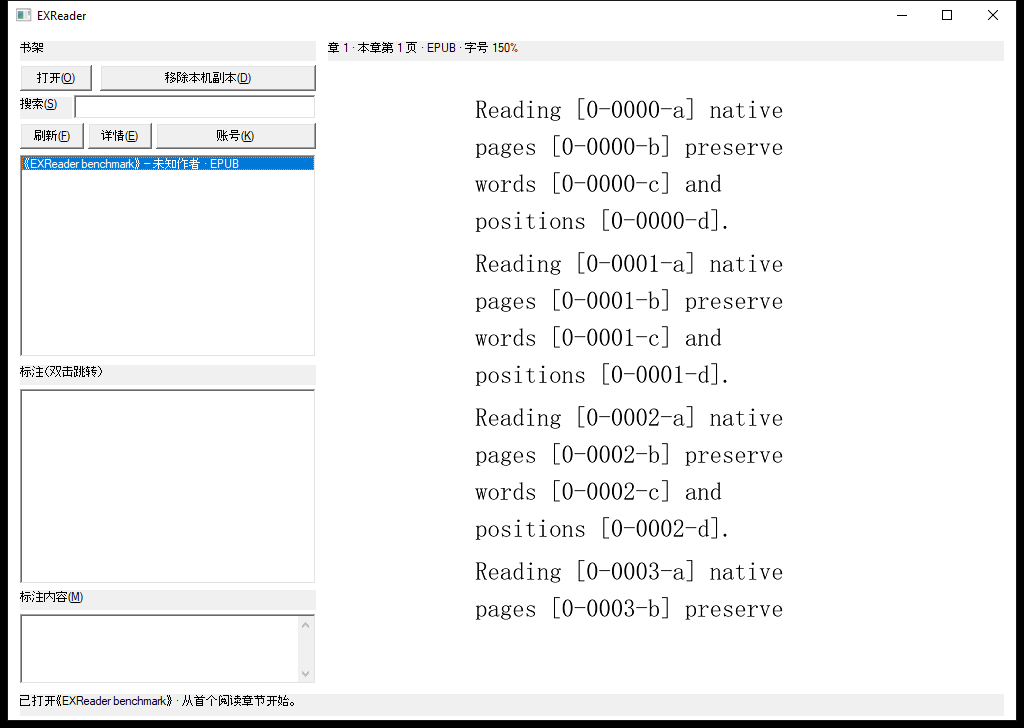 EXReader
书架
章 1 · 本章第 1 页 · EPUB · 字号 150%
打开(O)
移除本机副本(D)
搜索(S)
刷新(F)
详情(E)
账号(K)
《EXReader benchmark》 – 未知作者 · EPUB
标注(双击跳转)
标注内容(M)
Reading [0-0000-a] native
pages [0-0000-b] preserve
words [0-0000-c] and
positions [0-0000-d].
Reading [0-0001-a] native
pages [0-0001-b] preserve
words [0-0001-c] and
positions [0-0001-d].
Reading [0-0002-a] native
pages [0-0002-b] preserve
words [0-0002-c] and
positions [0-0002-d].
Reading [0-0003-a] native
pages [0-0003-b] preserve
已打开《EXReader benchmark》 · 从首个阅读章节开始。